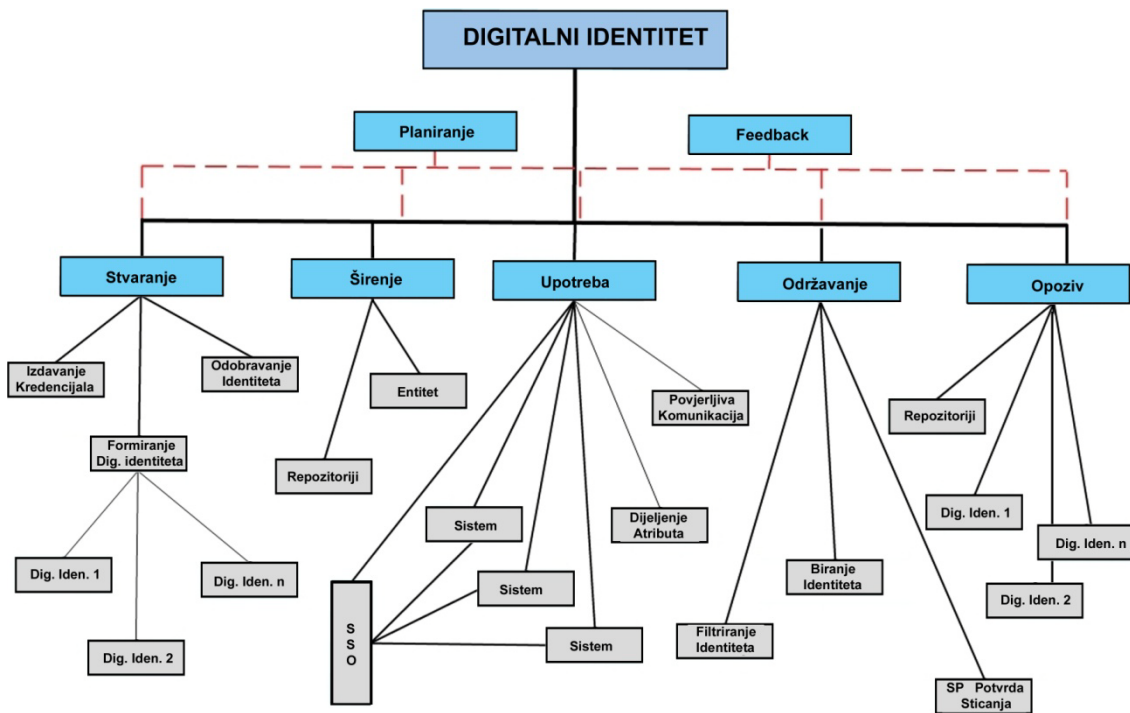 DIGITALNI IDENTITET
Planiranje
Feedback
Stvaranje
Širenje
Upotreba
Održavanje
Opoziv
Izdavanje
Kredencijala
Odobravanje
Identiteta
Entitet
Povjerljiva
Komunikacija
Repozitoriji
Formiranje
Dig. identiteta
Repozitoriji
Sistem
Dijeljenje
Atributa
Dig. Iden. 1
Dig. Iden. n
Dig. Iden. 1
Dig. Iden. n
Sistem
Biranje
Identiteta
Dig. Iden. 2
S
S
O
Sistem
Filtriranje
Identiteta
Dig. Iden. 2
SP Potvrda
Sticanja